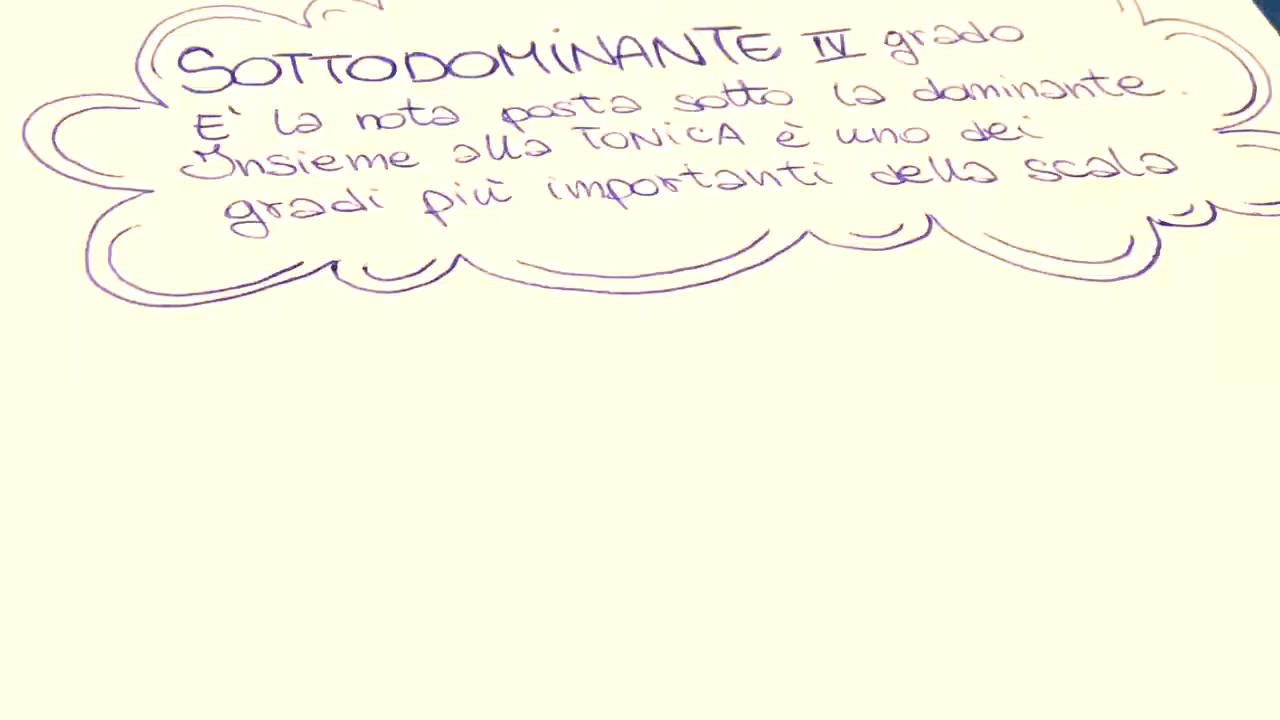 SOTTODOMINANTE IV grado
E' la nota posta sotto la dominante.
Insieme alla TONICA è uno dei
gradi più importanti della scala